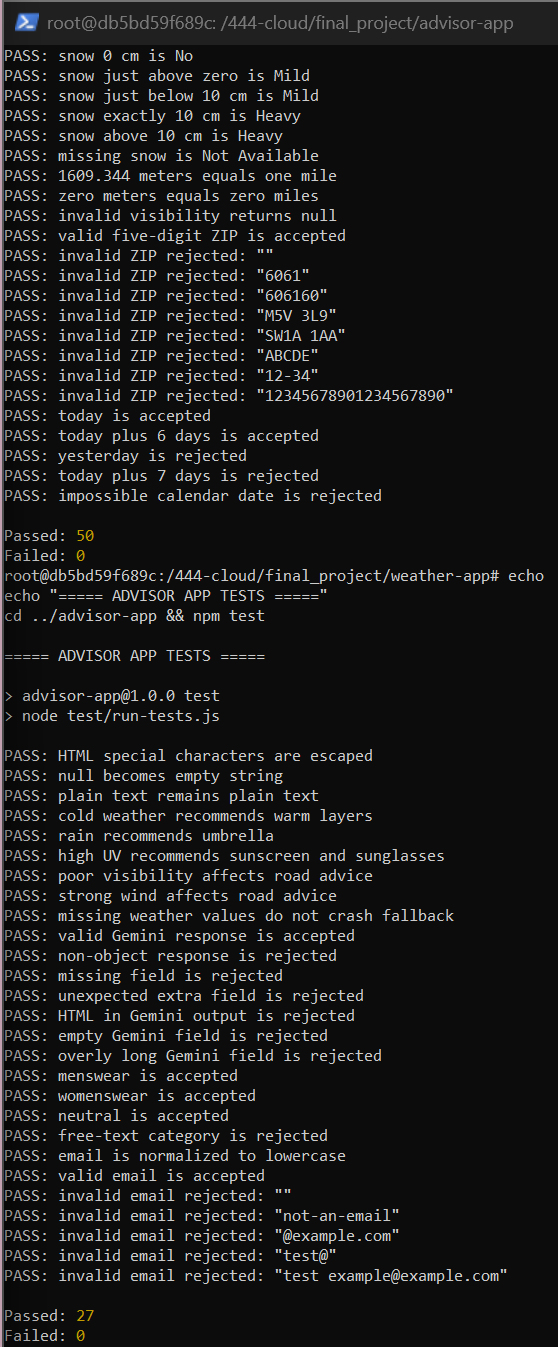 root@db5bd59f689c: /444-cloud/final_project/advisor-app
PASS: snow 0 cm is No
PASS: snow just above zero is Mild
PASS: snow just below 10 cm is Mild
PASS: snow exactly 10 cm is Heavy
PASS: snow above 10 cm is Heavy
PASS: missing snow is Not Available
PASS: 1609.344 meters equals one mile
PASS: zero meters equals zero miles
PASS: invalid visibility returns null
PASS: valid five-digit ZIP is accepted
PASS: invalid ZIP rejected: ""
PASS: invalid ZIP rejected: "6061"
PASS: invalid ZIP rejected: "606160"
PASS: invalid ZIP rejected: "M5V 3L9"
PASS: invalid ZIP rejected: "SW1A 1AA"
PASS: invalid ZIP rejected: "ABCDE"
PASS: invalid ZIP rejected: "12-34"
PASS: invalid ZIP rejected: "12345678901234567890"
PASS: today is accepted
PASS: today plus 6 days is accepted
PASS: yesterday is rejected
PASS: today plus 7 days is rejected
PASS: impossible calendar date is rejected
Passed: 50
Failed: 0
root@db5bd59f689c:/444-cloud/final_project/weather-app# echo
echo "===== ADVISOR APP TESTS ====="
cd ../advisor-app && npm test
===== ADVISOR APP TESTS =====
> advisor-app@1.0.0 test
> node test/run-tests.js
PASS: HTML special characters are escaped
PASS: null becomes empty string
PASS: plain text remains plain text
PASS: cold weather recommends warm layers
PASS: rain recommends umbrella
PASS: high UV recommends sunscreen and sunglasses
PASS: poor visibility affects road advice
PASS: strong wind affects road advice
PASS: missing weather values do not crash fallback
PASS: valid Gemini response is accepted
PASS: non-object response is rejected
PASS: missing field is rejected
PASS: unexpected extra field is rejected
PASS: HTML in Gemini output is rejected
PASS: empty Gemini field is rejected
PASS: overly long Gemini field is rejected
PASS: menswear is accepted
PASS: womenswear is accepted
PASS: neutral is accepted
PASS: free-text category is rejected
PASS: email is normalized to lowercase
PASS: valid email is accepted
PASS: invalid email rejected: ""
PASS: invalid email rejected: "not-an-email"
PASS: invalid email rejected: "@example.com"
PASS: invalid email rejected: "test@"
PASS: invalid email rejected: "test example@example.com"
Passed: 27
Failed: 0